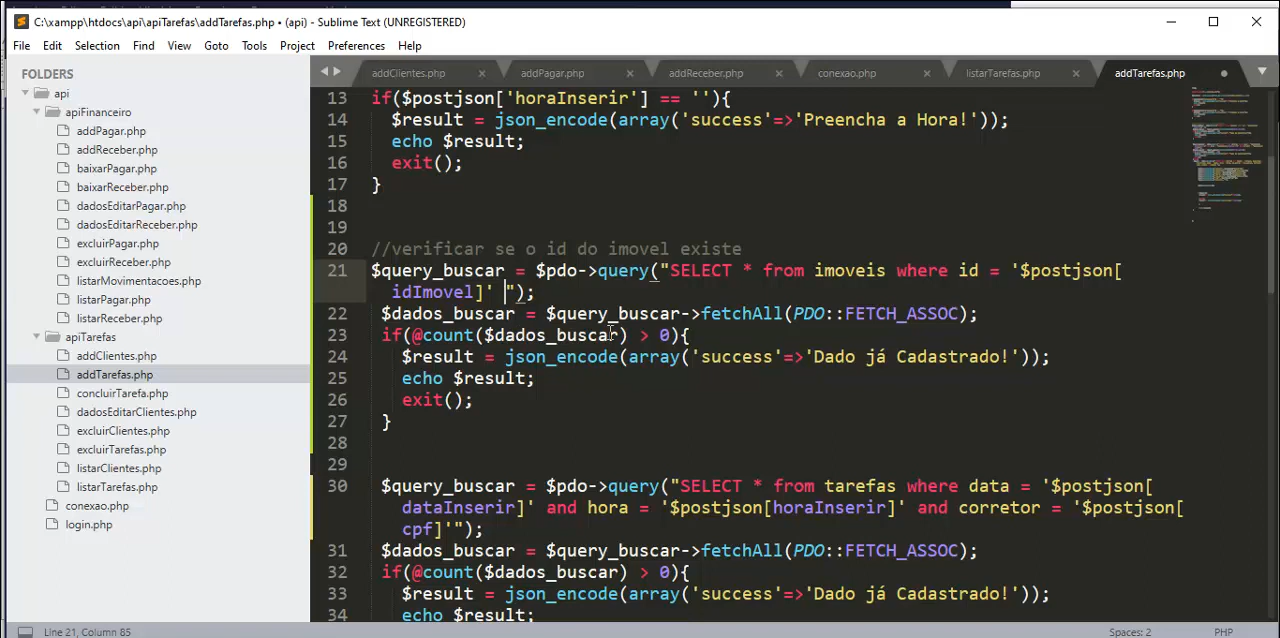 C:\xampp\htdocs\api\apiTarefas\addTarefas.php • (api) - Sublime Text (UNREGISTERED)
File Edit Selection Find View Goto Tools Project Preferences Help
FOLDERS
api
apiFinanceiro
addPagar.php
addReceber.php
baixarPagar.php
baixarReceber.php
dadosEditarPagar.php
dadosEditarReceber.php
excluirPagar.php
excluirReceber.php
listarMovimentacoes.php
listarPagar.php
listarReceber.php
apiTarefas
addClientes.php
addTarefas.php
concluirTarefa.php
dadosEditarClientes.php
excluirClientes.php
excluirTarefas.php
listarClientes.php
listarTarefas.php
conexao.php
login.php
addClientes.php addPagar.php addReceber.php conexao.php listarTarefas.php addTarefas.php
13 if($postjson['horaInserir'] == ''){
14 $result = json_encode(array('success'=>'Preencha a Hora!'));
15 echo $result;
16 exit();
17 }
18
19
20 //verificar se o id do imovel existe
21 $query_buscar = $pdo->query("SELECT * from imoveis where id = '$postjson[
idImovel]' ");
22 $dados_buscar = $query_buscar->fetchAll(PDO::FETCH_ASSOC);
23 if(@count($dados_buscar) > 0){
24 $result = json_encode(array('success'=>'Dado já Cadastrado!'));
25 echo $result;
26 exit();
27 }
28
29
30 $query_buscar = $pdo->query("SELECT * from tarefas where data = '$postjson[
dataInserir]' and hora = '$postjson[horaInserir]' and corretor = '$postjson[
cpf]'");
31 $dados_buscar = $query_buscar->fetchAll(PDO::FETCH_ASSOC);
32 if(@count($dados_buscar) > 0){
33 $result = json_encode(array('success'=>'Dado já Cadastrado!'));
34 echo $result;
Line 21, Column 85 Spaces: 2 PHP